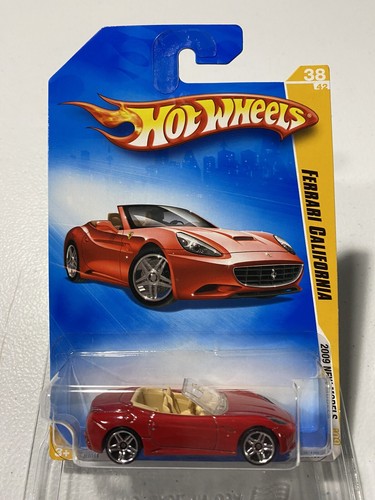 38
42
HOT WHEELS
FERRARI CALIFORNIA
2009 NEW MODELS
3+